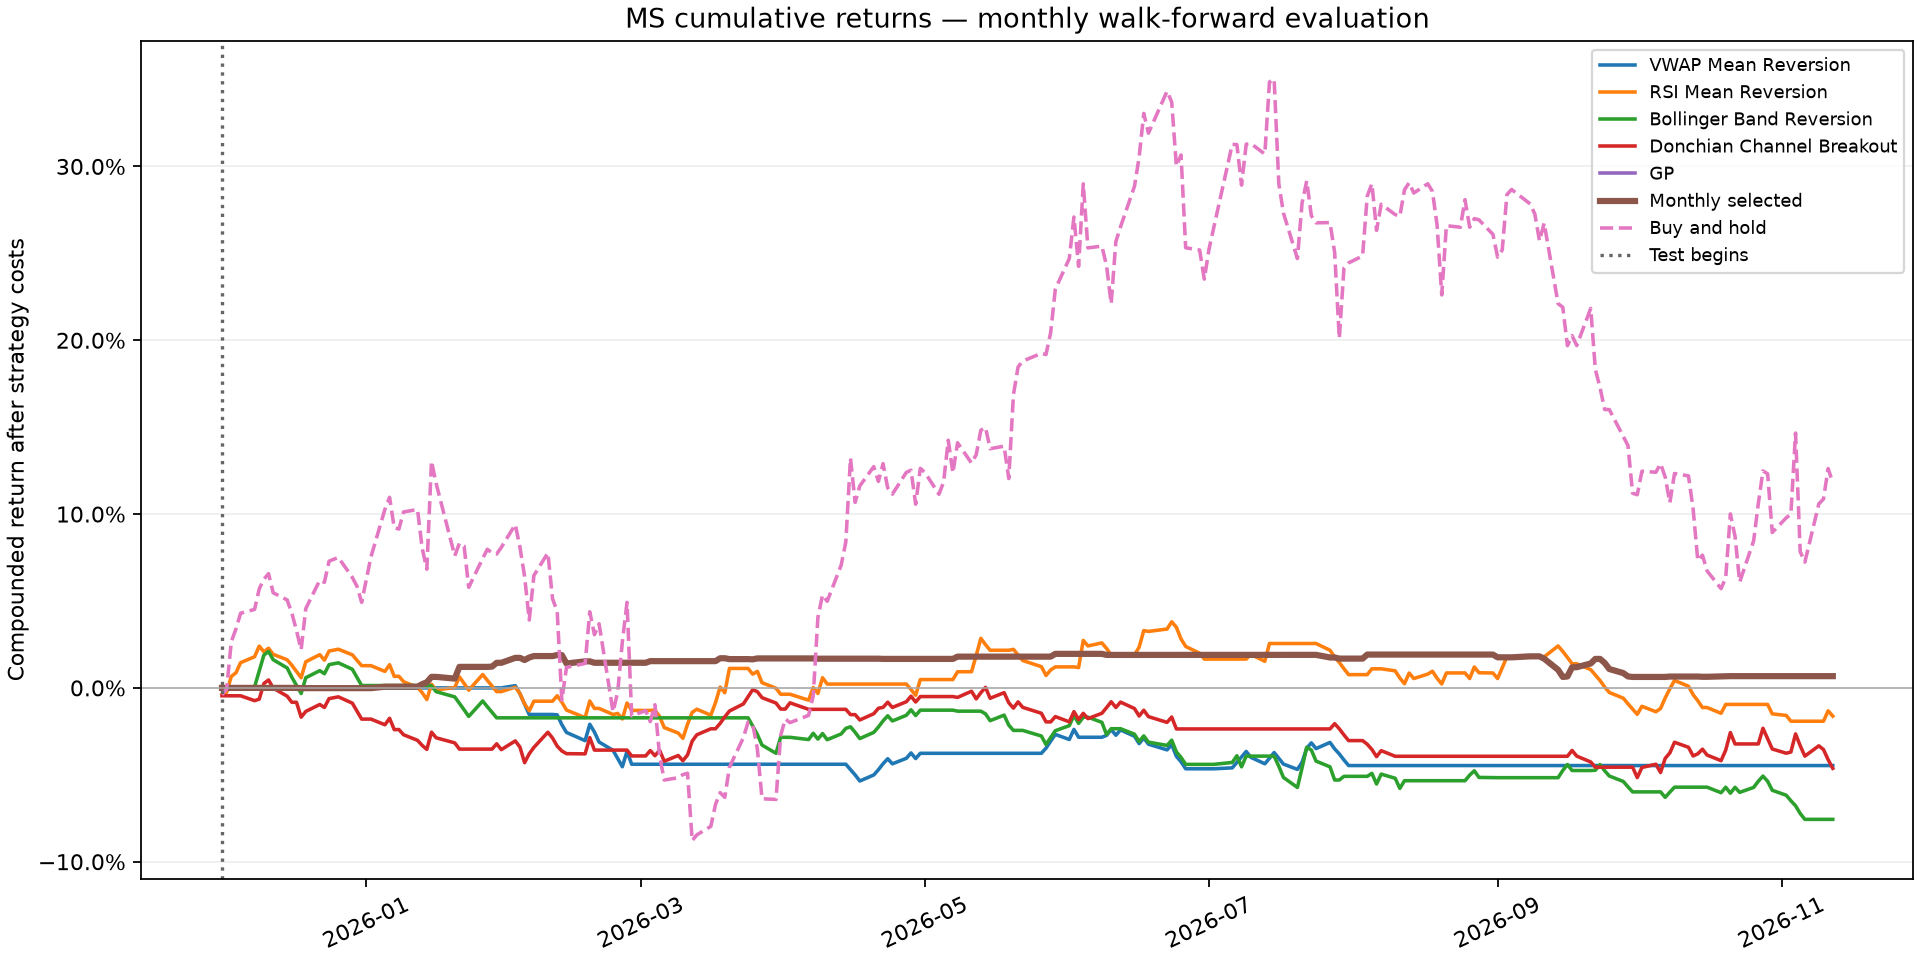 MS cumulative returns — monthly walk-forward evaluation
Compounded return after strategy costs
30.0%
20.0%
10.0%
0.0%
−10.0%
VWAP Mean Reversion
RSI Mean Reversion
Bollinger Band Reversion
Donchian Channel Breakout
GP
Monthly selected
Buy and hold
Test begins
2026-01
2026-03
2026-05
2026-07
2026-09
2026-11